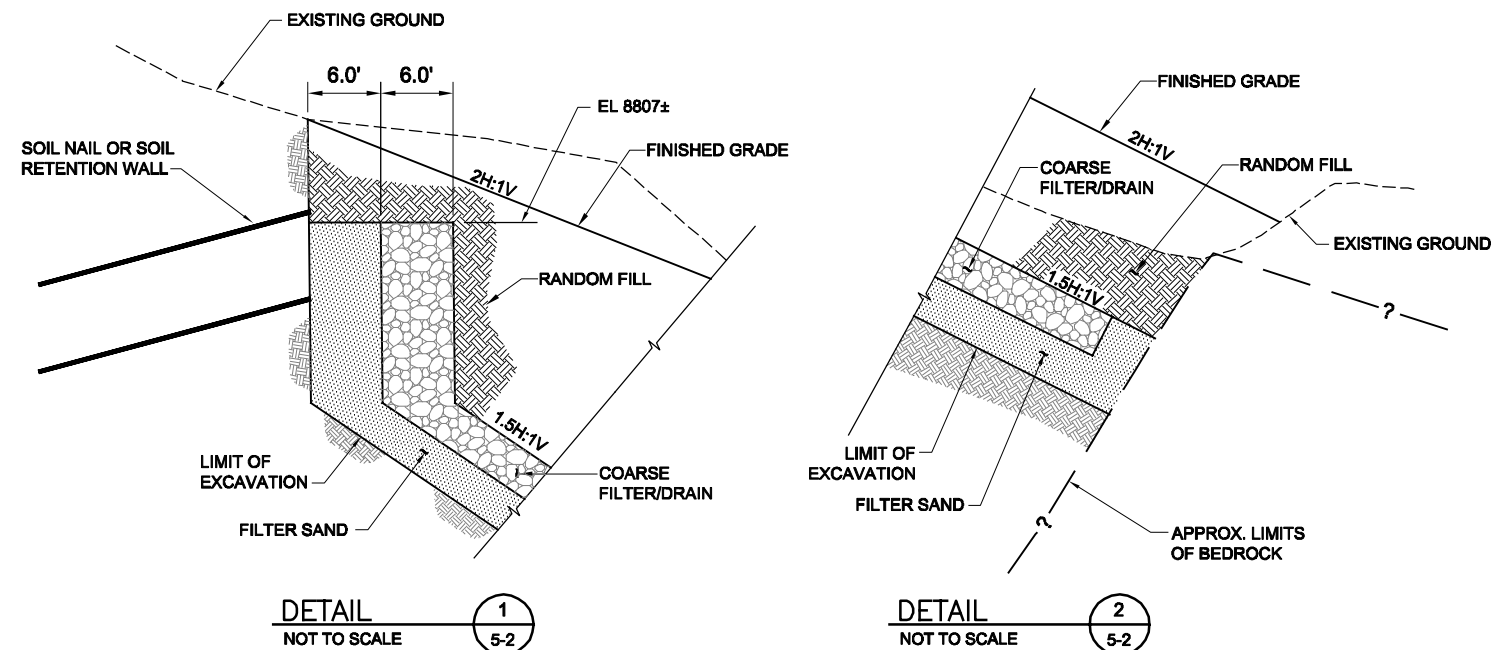 EXISTING GROUND
6.0'
6.0'
EL 8807±
SOIL NAIL OR SOIL
RETENTION WALL
FINISHED GRADE
2H:1V
RANDOM FILL
1.5H:1V
LIMIT OF
EXCAVATION
COARSE
FILTER/DRAIN
FILTER SAND
DETAIL
1
NOT TO SCALE
5-2
FINISHED GRADE
2H:1V
COARSE
FILTER/DRAIN
RANDOM FILL
EXISTING GROUND
1.5H:1V
?
LIMIT OF
EXCAVATION
FILTER SAND
?
APPROX. LIMITS
OF BEDROCK
DETAIL
2
NOT TO SCALE
5-2